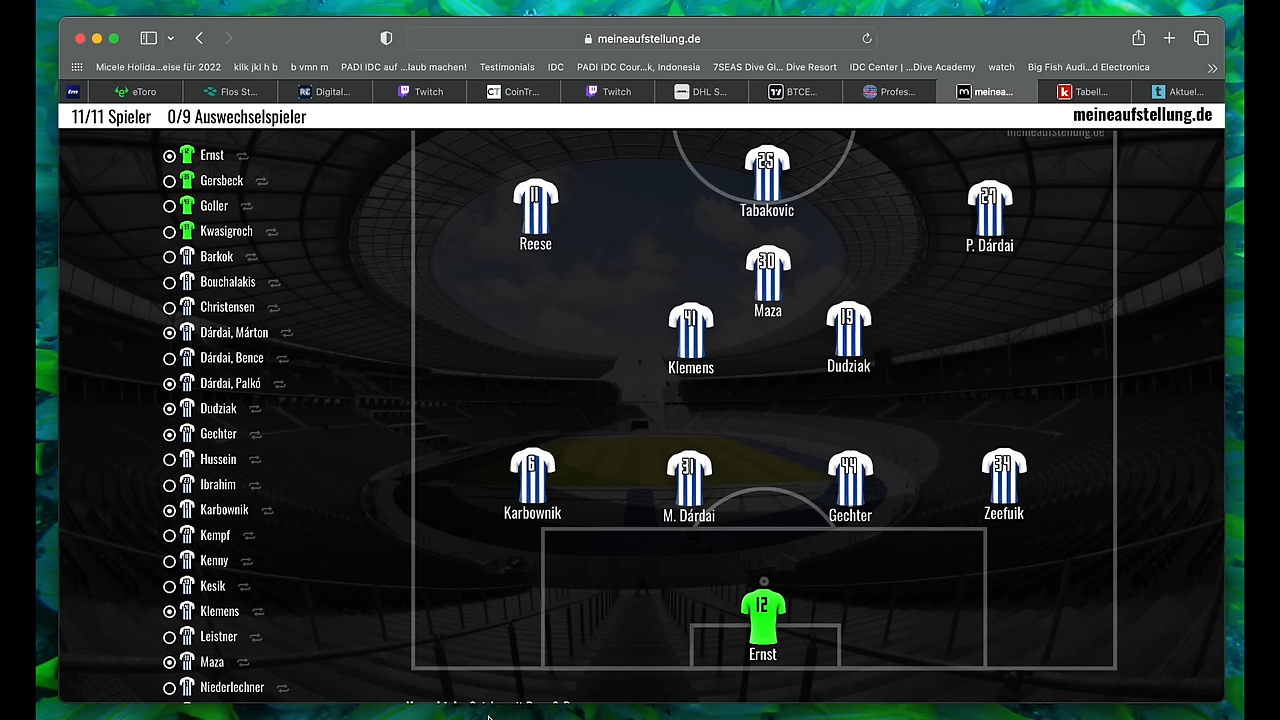 meineaufstellung.de
Micele Holida...eise für 2022 kllk jkl h b b vmn m PADI IDC auf ...laub machen! Testimonials IDC PADI IDC Cour...k, Indonesia 7SEAS Dive Gi... Dive Resort IDC Center | ...Dive Academy watch Big Fish Audi...d Electronica
eToro Flos St... Digital... Twitch CoinTr... Twitch DHL S... BTCE... Profes... meinea... Tabell... Aktuel...
11/11 Spieler 0/9 Auswechselspieler meineaufstellung.de
meineaufstellung.de
Ernst
Gersbeck
Goller
Kwasigroch
Barkok
Bouchalakis
Christensen
Dárdai, Márton
Dárdai, Bence
Dárdai, Palkó
Dudziak
Gechter
Hussein
Ibrahim
Karbownik
Kempf
Kenny
Kesik
Klemens
Leistner
Maza
Niederlechner
25
Tabakovic
11
Reese
27
P. Dárdai
30
Maza
41
Klemens
19
Dudziak
6
Karbownik
31
M. Dárdai
44
Gechter
34
Zeefuik
12
Ernst